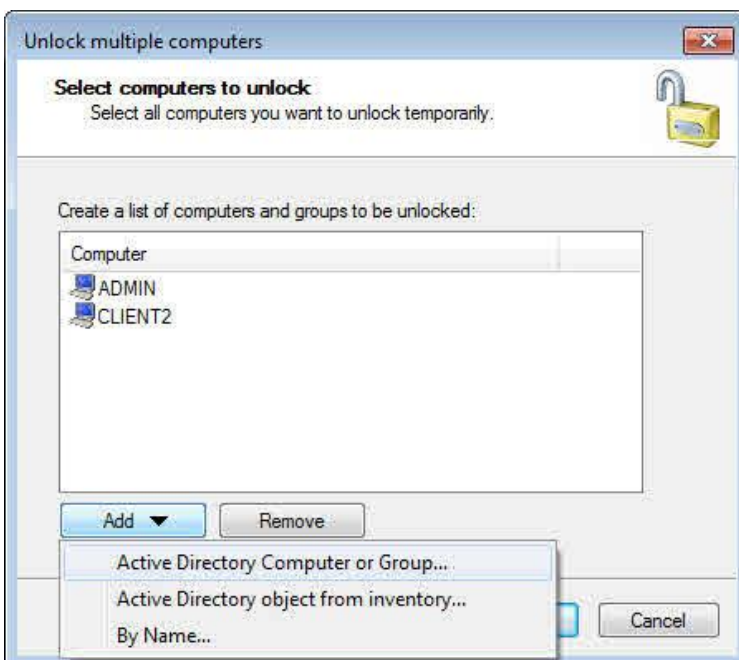 Unlock multiple computers
Select computers to unlock
Select all computers you want to unlock temporarily.
Create a list of computers and groups to be unlocked:
Computer
ADMIN
CLIENT2
Add Remove
Active Directory Computer or Group...
Active Directory object from inventory...
By Name...
Cancel